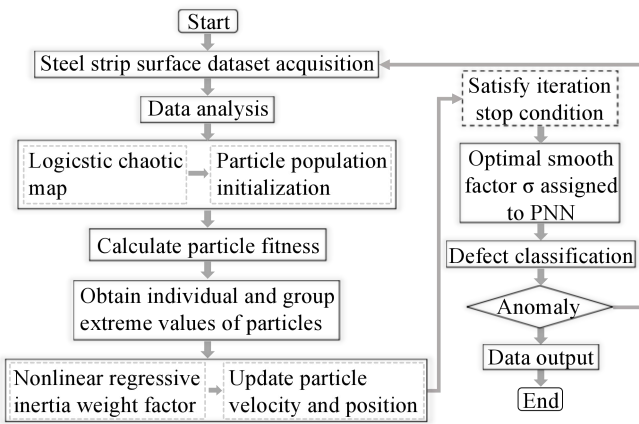 Start
Steel strip surface dataset acquisition
Data analysis
Logicstic chaotic
map
Particle population
initialization
Calculate particle fitness
Obtain individual and group
extreme values of particles
Nonlinear regressive
inertia weight factor
Update particle
velocity and position
Satisfy iteration
stop condition
Optimal smooth
factor σ assigned
to PNN
Defect classification
Anomaly
Data output
End